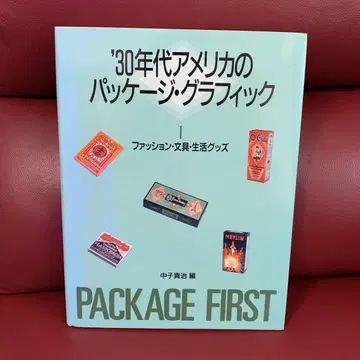 '30年代アメリカの
パッケージ・グラフィック
ファッション・文具・生活グッズ
MERLIN
中子真治 編
PACKAGE FIRST